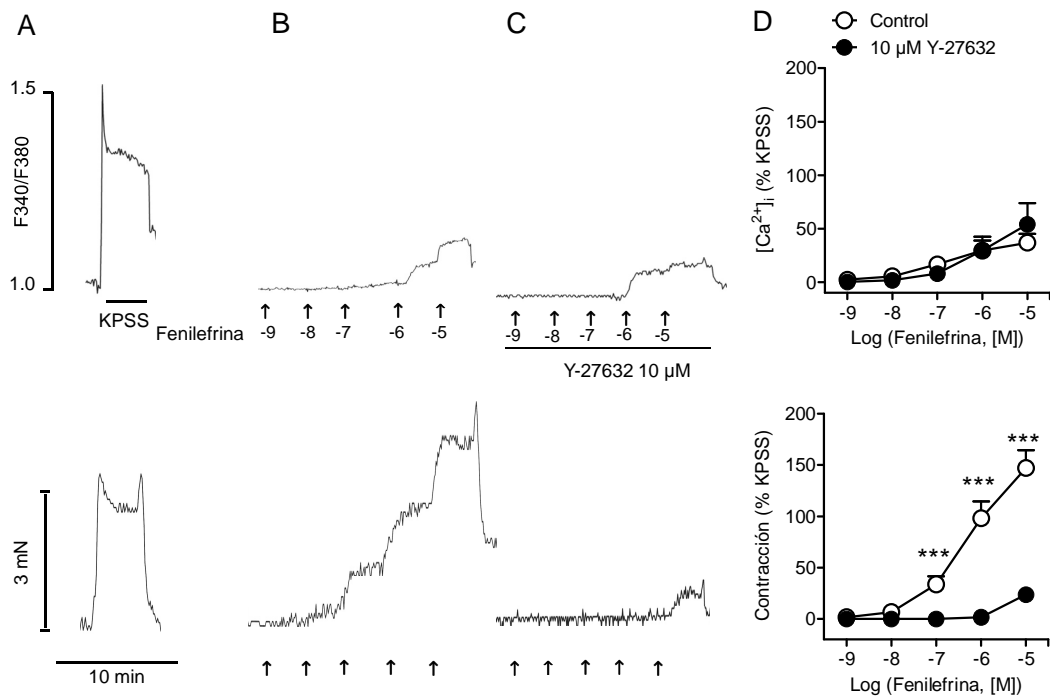 A
B
C
D
Control
10 µM Y-27632
1.5
1.0
F340/F380
KPSS
Fenilefrina
-9 -8 -7 -6 -5
-9 -8 -7 -6 -5
Y-27632 10 µM
200
150
100
50
0
[Ca²⁺]ᵢ (% KPSS)
-9 -8 -7 -6 -5
Log (Fenilefrina, [M])
3 mN
10 min
200
150
100
50
0
Contracción (% KPSS)
*** *** ***
-9 -8 -7 -6 -5
Log (Fenilefrina, [M])